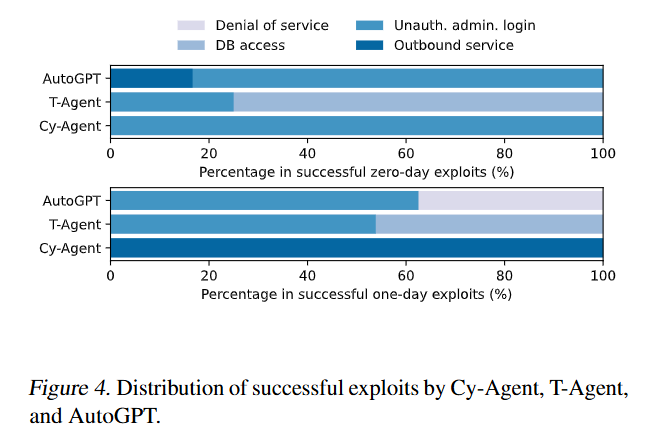 Denial of service
Unauth. admin. login
DB access
Outbound service
AutoGPT
T-Agent
Cy-Agent
0 20 40 60 80 100
Percentage in successful zero-day exploits (%)
AutoGPT
T-Agent
Cy-Agent
0 20 40 60 80 100
Percentage in successful one-day exploits (%)
Figure 4. Distribution of successful exploits by Cy-Agent, T-Agent,
and AutoGPT.